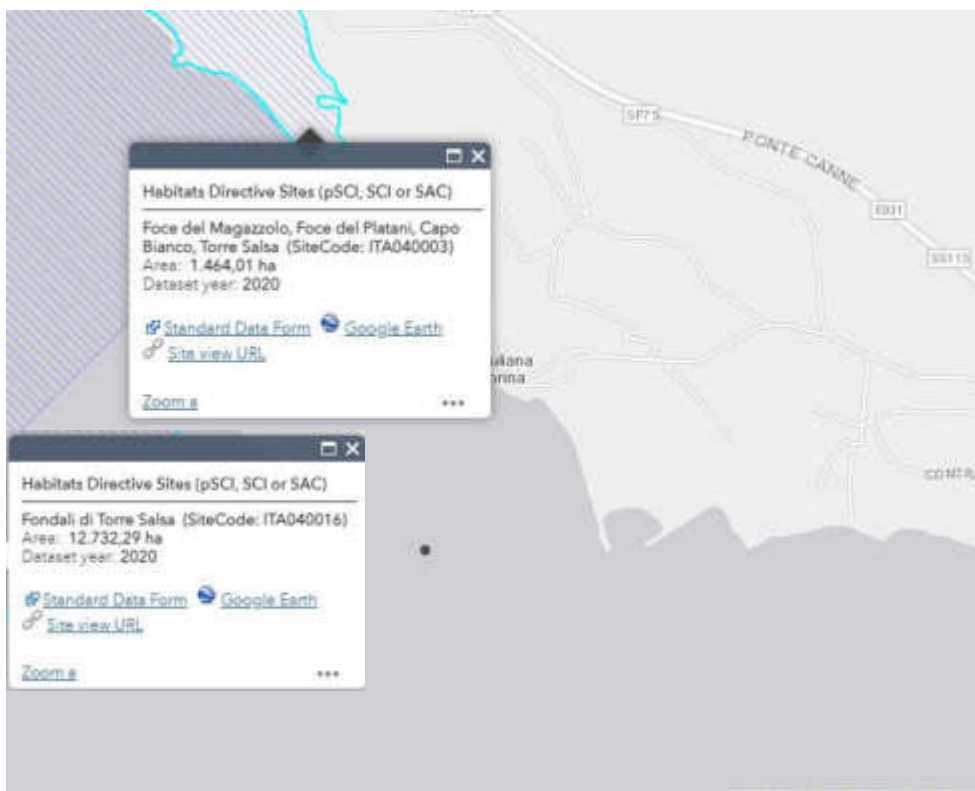 SP75
PONTE CANNE
E931
SS115
Habitats Directive Sites (pSCI, SCI or SAC)
Foce del Magazzolo, Foce del Platani, Capo
Bianco, Torre Salsa (SiteCode: ITA040003)
Area: 1.464,01 ha
Dataset year: 2020
Standard Data Form Google Earth
Site view URL
Zoom a
uliana
arina
Habitats Directive Sites (pSCI, SCI or SAC)
Fondali di Torre Salsa (SiteCode: ITA040016)
Area: 12.732,29 ha
Dataset year: 2020
Standard Data Form Google Earth
Site view URL
Zoom a
CONTRA